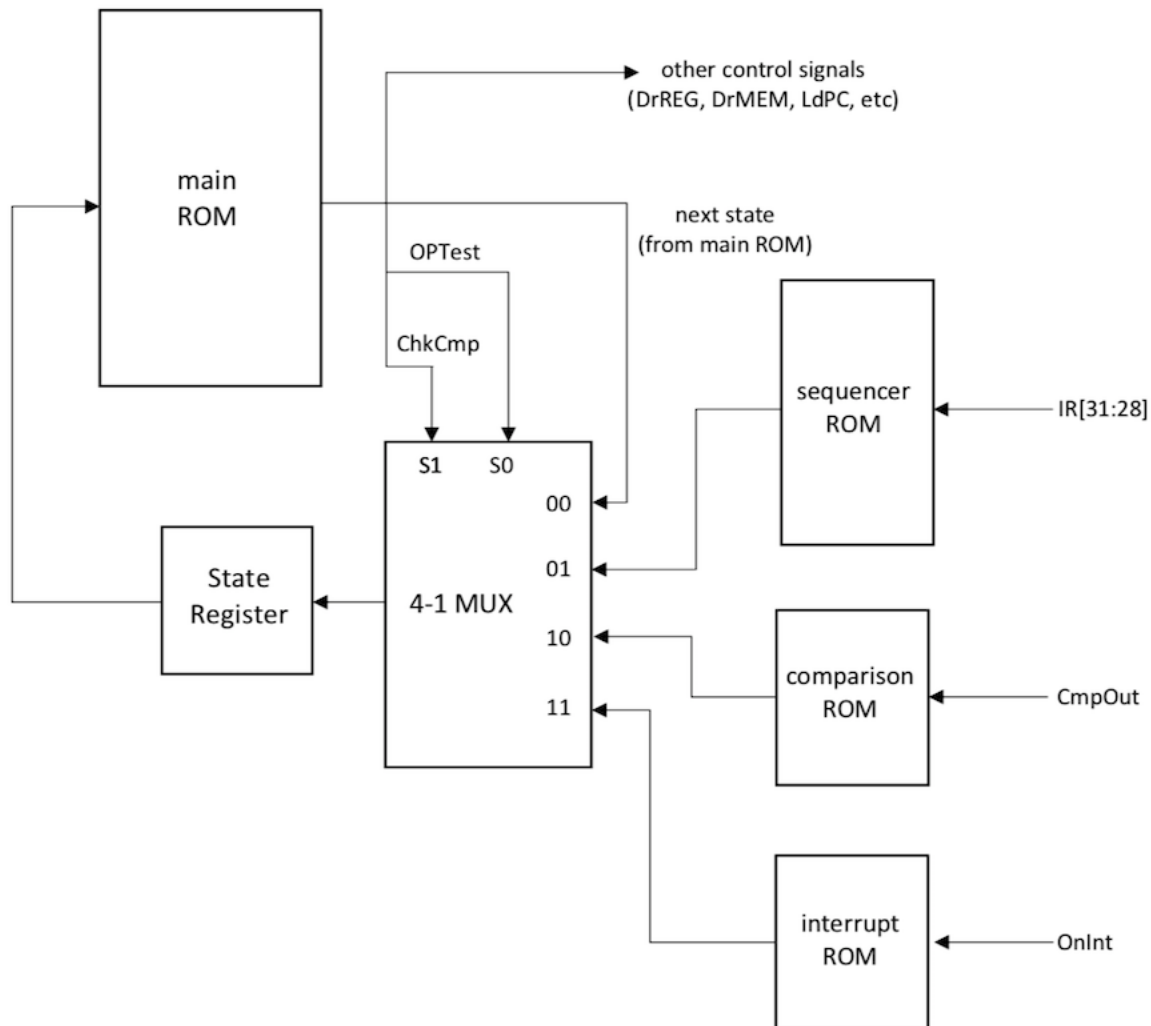 other control signals
(DrREG, DrMEM, LdPC, etc)
main
ROM
next state
(from main ROM)
OPTest
ChkCmp
sequencer
ROM
IR[31:28]
S1 S0
00
01
State
Register
4-1 MUX
10
comparison
ROM
CmpOut
11
interrupt
ROM
OnInt